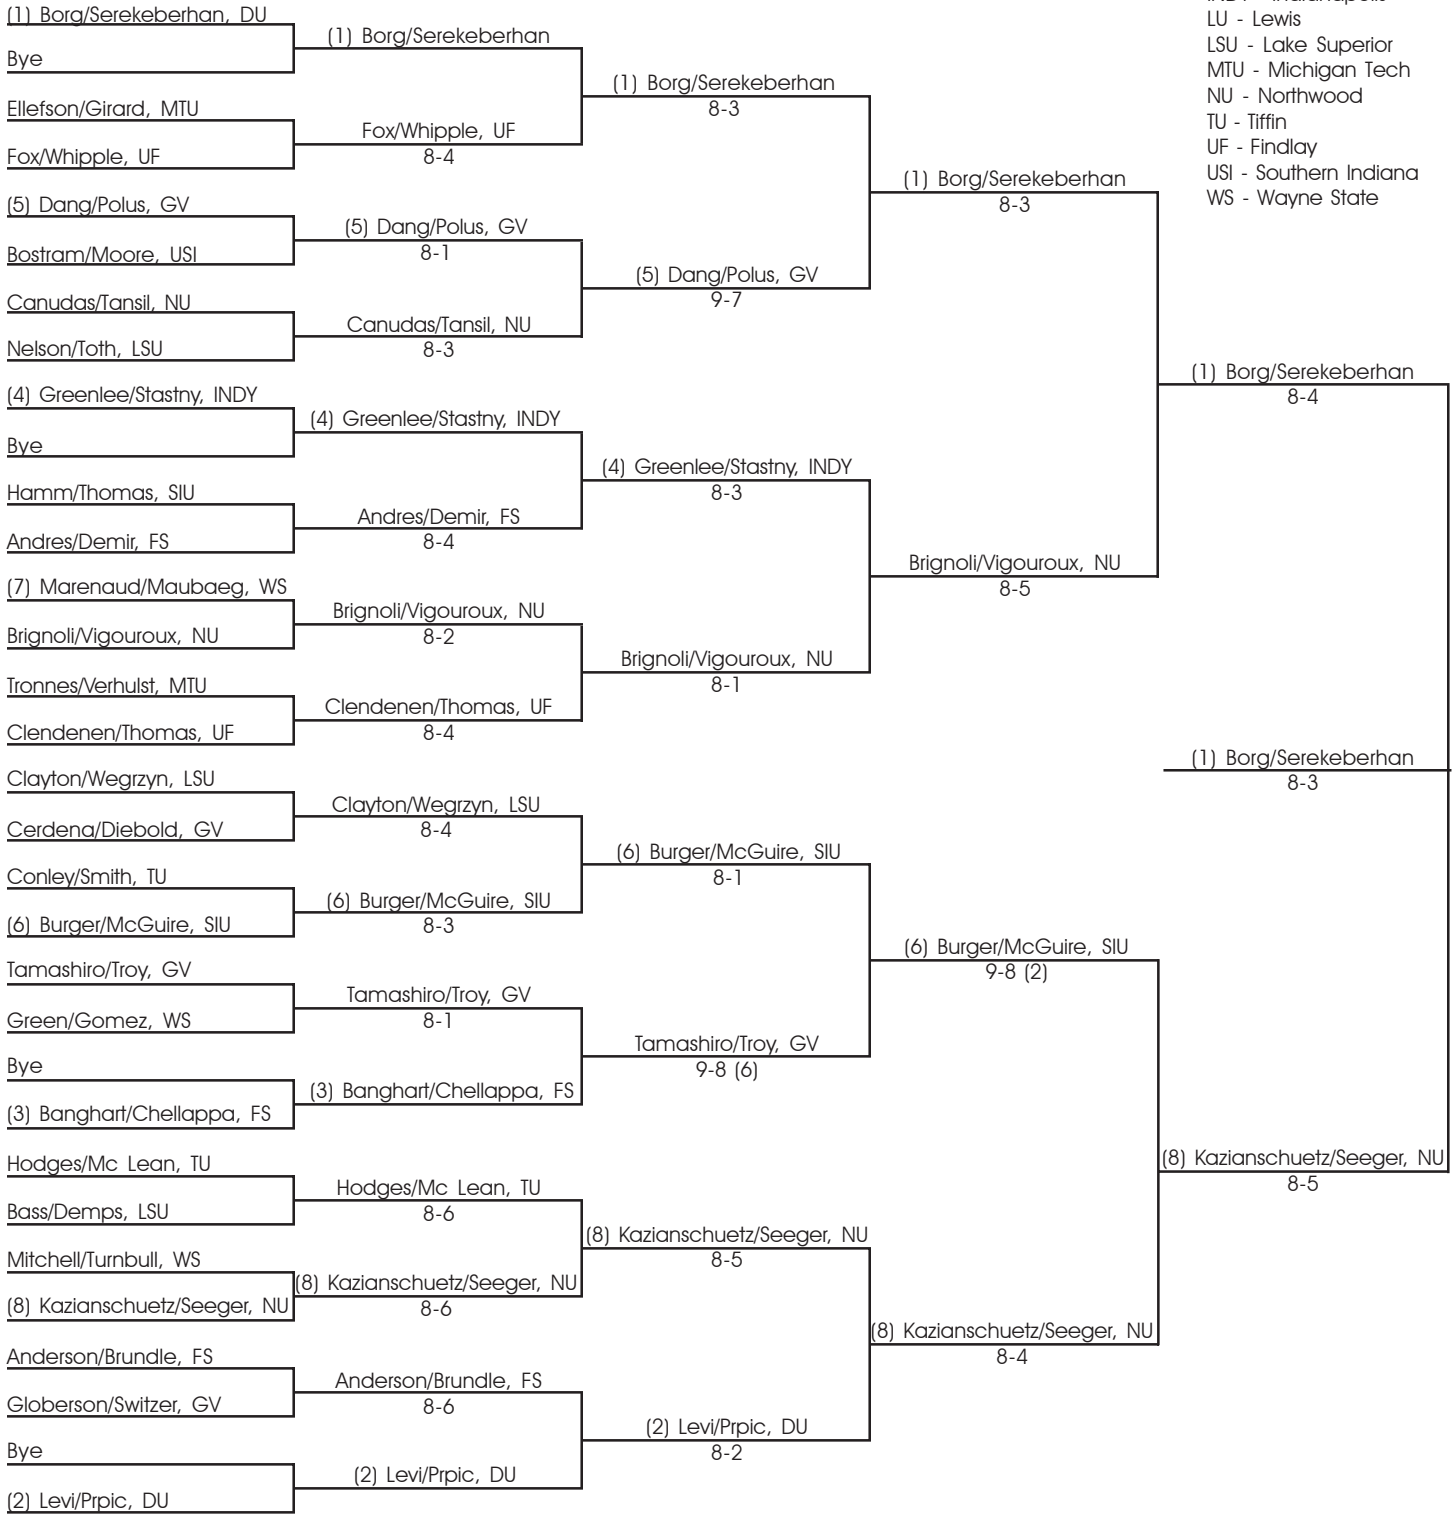 (1) Borg/Serekeberhan, DU
Bye
Ellefson/Girard, MTU
Fox/Whipple, UF
(5) Dang/Polus, GV
Bostram/Moore, USI
Canudas/Tansil, NU
Nelson/Toth, LSU
(4) Greenlee/Stastny, INDY
Bye
Hamm/Thomas, SIU
Andres/Demir, FS
(7) Marenaud/Maubaeg, WS
Brignoli/Vigouroux, NU
Tronnes/Verhulst, MTU
Clendenen/Thomas, UF
Clayton/Wegrzyn, LSU
Cerdena/Diebold, GV
Conley/Smith, TU
(6) Burger/McGuire, SIU
Tamashiro/Troy, GV
Green/Gomez, WS
Bye
(3) Banghart/Chellappa, FS
Hodges/Mc Lean, TU
Bass/Demps, LSU
Mitchell/Turnbull, WS
(8) Kazianschuetz/Seeger, NU
Anderson/Brundle, FS
Globerson/Switzer, GV
Bye
(2) Levi/Prpic, DU
(1) Borg/Serekeberhan
Fox/Whipple, UF
8-4
(5) Dang/Polus, GV
8-1
Canudas/Tansil, NU
8-3
(4) Greenlee/Stastny, INDY
Andres/Demir, FS
8-4
Brignoli/Vigouroux, NU
8-2
Clendenen/Thomas, UF
8-4
Clayton/Wegrzyn, LSU
8-4
(6) Burger/McGuire, SIU
8-3
Tamashiro/Troy, GV
8-1
(3) Banghart/Chellappa, FS
Hodges/Mc Lean, TU
8-6
(8) Kazianschuetz/Seeger, NU
8-6
Anderson/Brundle, FS
8-6
(2) Levi/Prpic, DU
(1) Borg/Serekeberhan
8-3
(5) Dang/Polus, GV
9-7
(4) Greenlee/Stastny, INDY
8-3
Brignoli/Vigouroux, NU
8-1
(6) Burger/McGuire, SIU
8-1
Tamashiro/Troy, GV
9-8 (6)
(8) Kazianschuetz/Seeger, NU
8-5
(2) Levi/Prpic, DU
8-2
(1) Borg/Serekeberhan
8-3
Brignoli/Vigouroux, NU
8-5
(6) Burger/McGuire, SIU
9-8 (2)
(8) Kazianschuetz/Seeger, NU
8-4
(1) Borg/Serekeberhan
8-4
(8) Kazianschuetz/Seeger, NU
8-5
(1) Borg/Serekeberhan
8-3
LU - Lewis
LSU - Lake Superior
MTU - Michigan Tech
NU - Northwood
TU - Tiffin
UF - Findlay
USI - Southern Indiana
WS - Wayne State